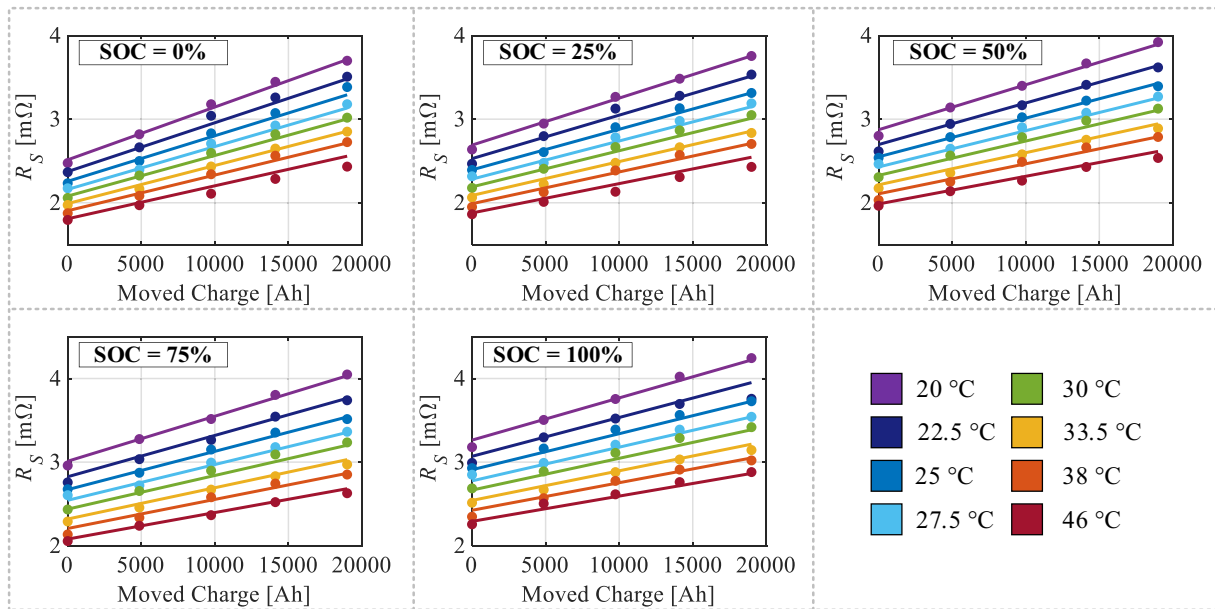 SOC = 0%
4
3
2
R_S [mΩ]
0 5000 10000 15000 20000
Moved Charge [Ah]
SOC = 25%
4
3
2
R_S [mΩ]
0 5000 10000 15000 20000
Moved Charge [Ah]
SOC = 50%
4
3
2
R_S [mΩ]
0 5000 10000 15000 20000
Moved Charge [Ah]
SOC = 75%
4
3
2
R_S [mΩ]
0 5000 10000 15000 20000
Moved Charge [Ah]
SOC = 100%
4
3
2
R_S [mΩ]
0 5000 10000 15000 20000
Moved Charge [Ah]
20 °C
22.5 °C
25 °C
27.5 °C
30 °C
33.5 °C
38 °C
46 °C